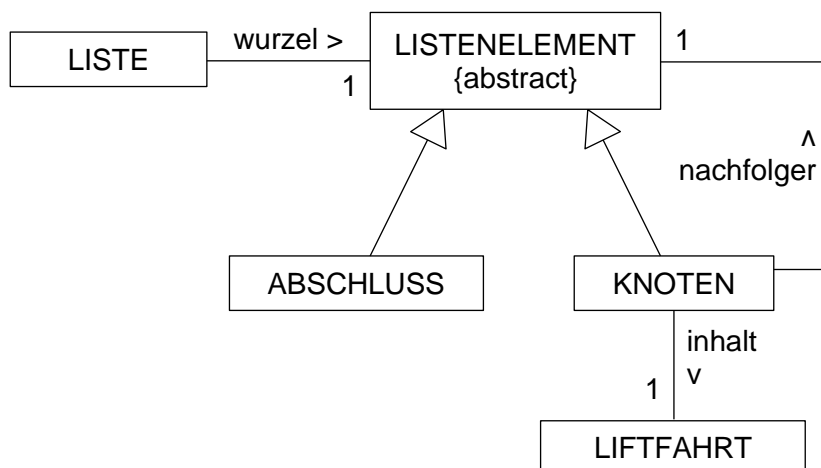 LISTE
wurzel >
1
LISTENELEMENT
{abstract}
1
ʌ
nachfolger
ABSCHLUSS
KNOTEN
inhalt
v
1
LIFTFAHRT